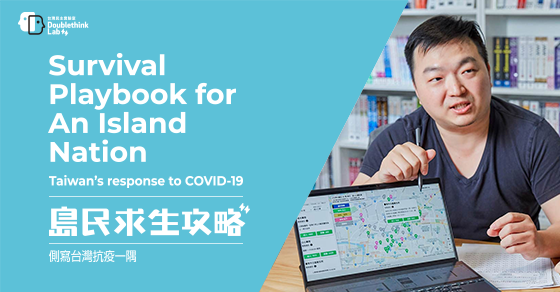 台灣民主實驗室
Doublethink
Lab
Survival
Playbook for
An Island
Nation
Taiwan's response to COVID-19
島民求生攻略
側寫台灣抗疫一隅